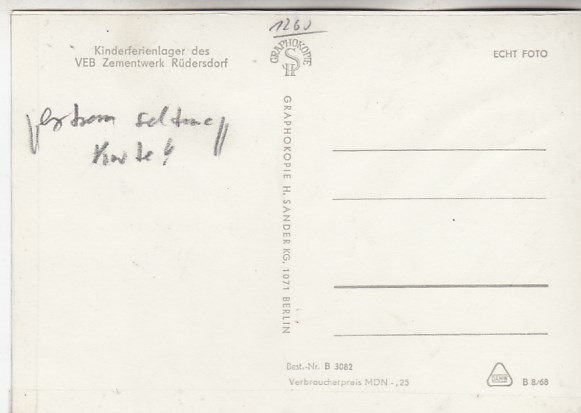 1260
Kinderferienlager des
VEB Zementwerk Rüdersdorf
GRAPHOKOPIE
HS
ECHT FOTO
extrem seltene
Karte!
GRAPHOKOPIE H. SANDER KG, 1071 BERLIN
Best.-Nr. B 3082
Verbraucherpreis MDN -,25
B 8/68